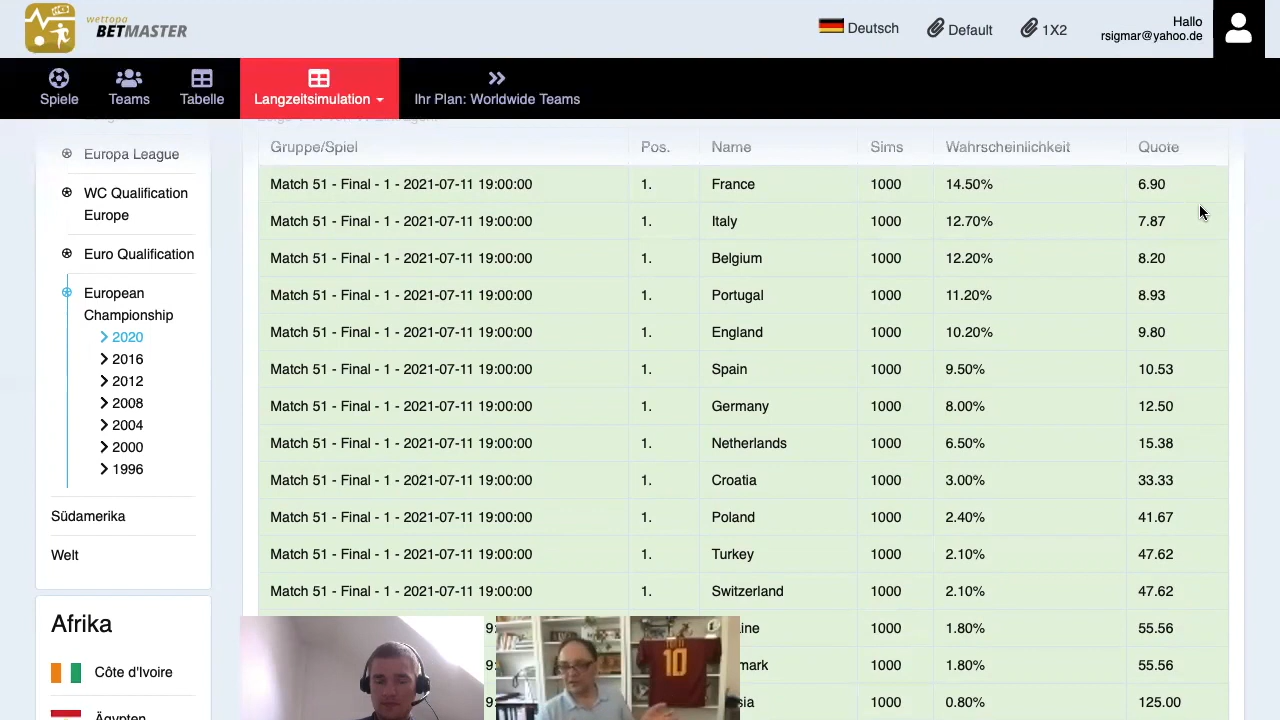 wettopa
BETMASTER
Deutsch
Default
1X2
Hallo
rsigmar@yahoo.de
Spiele
Teams
Tabelle
Langzeitsimulation
Ihr Plan: Worldwide Teams
Europa League
WC Qualification
Europe
Euro Qualification
European
Championship
2020
2016
2012
2008
2004
2000
1996
Südamerika
Welt
Afrika
Côte d'Ivoire
Ägypten
Gruppe/Spiel Pos. Name Sims Wahrscheinlichkeit Quote
Match 51 - Final - 1 - 2021-07-11 19:00:00 1. France 1000 14.50% 6.90
Match 51 - Final - 1 - 2021-07-11 19:00:00 1. Italy 1000 12.70% 7.87
Match 51 - Final - 1 - 2021-07-11 19:00:00 1. Belgium 1000 12.20% 8.20
Match 51 - Final - 1 - 2021-07-11 19:00:00 1. Portugal 1000 11.20% 8.93
Match 51 - Final - 1 - 2021-07-11 19:00:00 1. England 1000 10.20% 9.80
Match 51 - Final - 1 - 2021-07-11 19:00:00 1. Spain 1000 9.50% 10.53
Match 51 - Final - 1 - 2021-07-11 19:00:00 1. Germany 1000 8.00% 12.50
Match 51 - Final - 1 - 2021-07-11 19:00:00 1. Netherlands 1000 6.50% 15.38
Match 51 - Final - 1 - 2021-07-11 19:00:00 1. Croatia 1000 3.00% 33.33
Match 51 - Final - 1 - 2021-07-11 19:00:00 1. Poland 1000 2.40% 41.67
Match 51 - Final - 1 - 2021-07-11 19:00:00 1. Turkey 1000 2.10% 47.62
Match 51 - Final - 1 - 2021-07-11 19:00:00 1. Switzerland 1000 2.10% 47.62
1000 1.80% 55.56
1000 1.80% 55.56
1000 0.80% 125.00
10